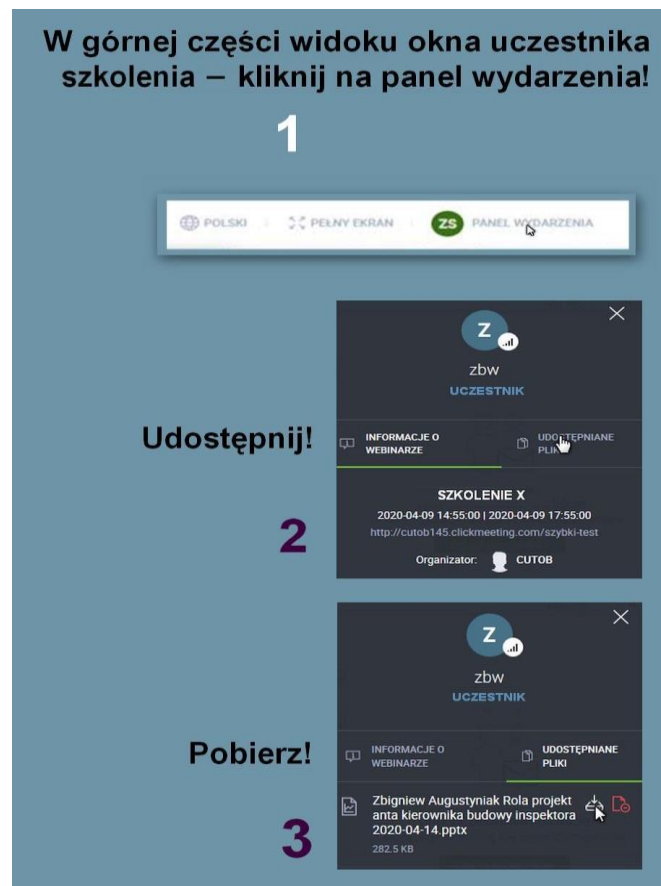 W górnej części widoku okna uczestnika
szkolenia – kliknij na panel wydarzenia!
1
POLSKI
PEŁNY EKRAN
ZS
PANEL WYDARZENIA
Z
zbw
UCZESTNIK
Udostępnij!
INFORMACJE O
WEBINARZE
UDOSTĘPNIANE
PLIKI
2
SZKOLENIE X
2020-04-09 14:55:00 | 2020-04-09 17:55:00
http://cutob145.clickmeeting.com/szybki-test
Organizator:
CUTOB
Z
zbw
UCZESTNIK
Pobierz!
INFORMACJE O
WEBINARZE
UDOSTĘPNIANE
PLIKI
3
Zbigniew Augustyniak Rola projekt
anta kierownika budowy inspektora
2020-04-14.pptx
282.5 KB